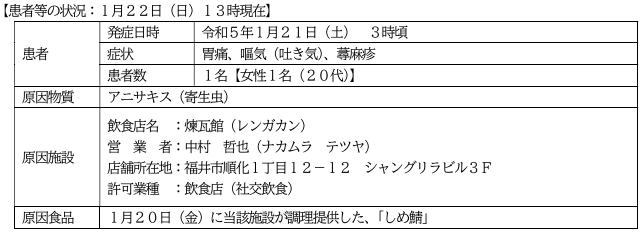 【患者等の状況：１月２２日（日）１３時現在】
患者
発症日時　令和５年１月２１日（土）　３時頃
症状　胃痛、嘔気（吐き気）、蕁麻疹
患者数　１名【女性１名（２０代）】
原因物質　アニサキス（寄生虫）
原因施設
飲食店名　：煉瓦館（レンガカン）
営　業　者：中村　哲也（ナカムラ　テツヤ）
店舗所在地：福井市順化１丁目１２－１２　シャングリラビル３Ｆ
許可業種　：飲食店（社交飲食）
原因食品　１月２０日（金）に当該施設が調理提供した、「しめ鯖」